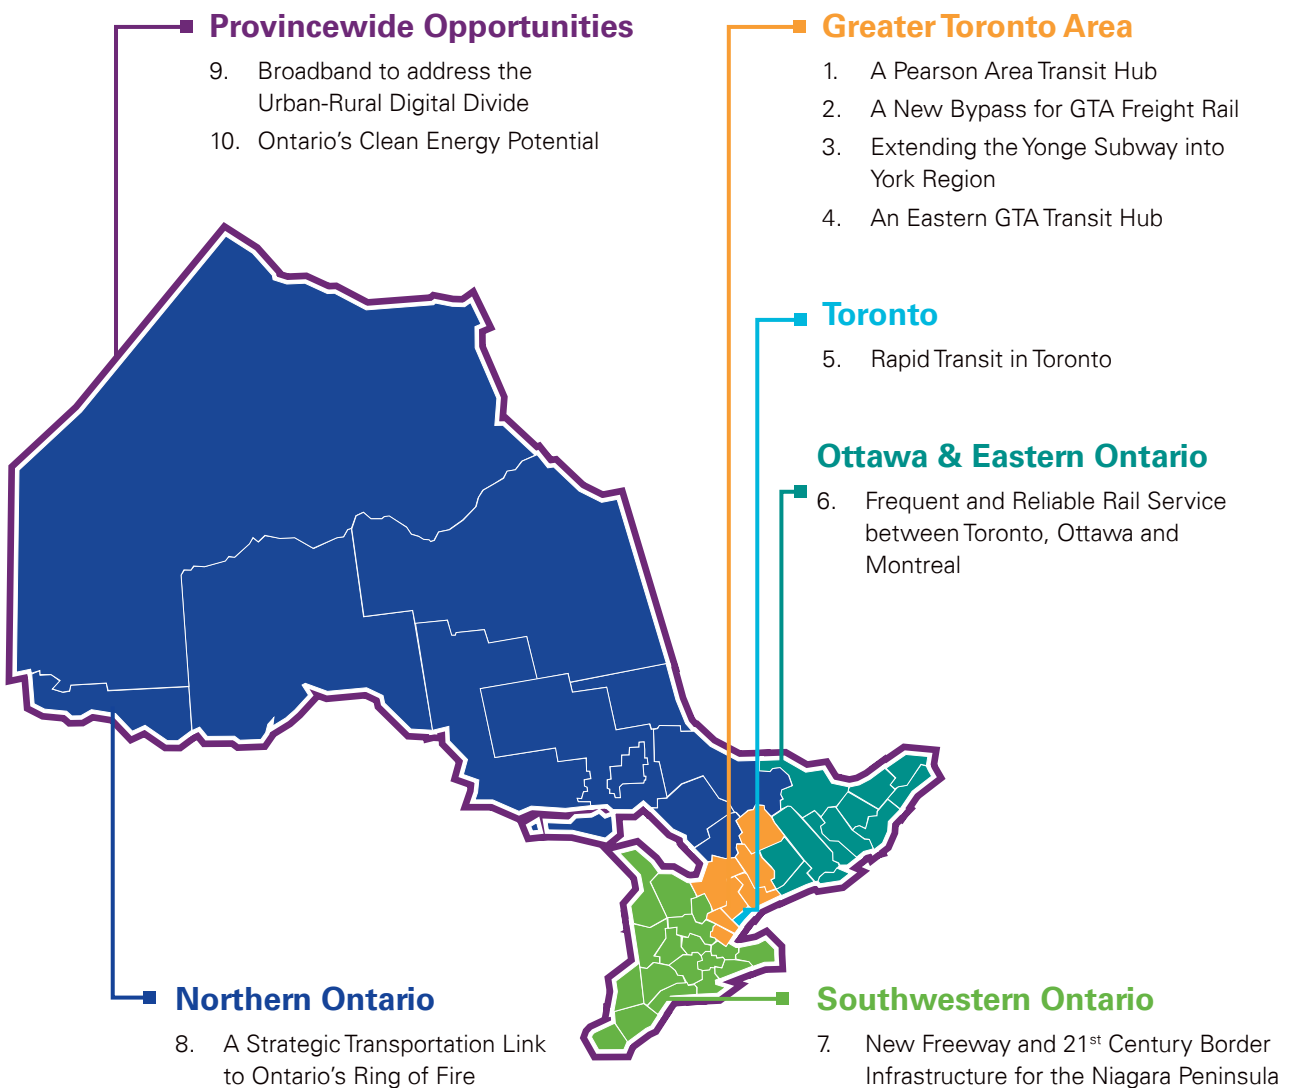 Provincewide Opportunities
9. Broadband to address the
Urban-Rural Digital Divide
10. Ontario's Clean Energy Potential
Greater Toronto Area
1. A Pearson Area Transit Hub
2. A New Bypass for GTA Freight Rail
3. Extending the Yonge Subway into
York Region
4. An Eastern GTA Transit Hub
Toronto
5. Rapid Transit in Toronto
Ottawa & Eastern Ontario
6. Frequent and Reliable Rail Service
between Toronto, Ottawa and
Montreal
Northern Ontario
8. A Strategic Transportation Link
to Ontario's Ring of Fire
Southwestern Ontario
7. New Freeway and 21st Century Border
Infrastructure for the Niagara Peninsula